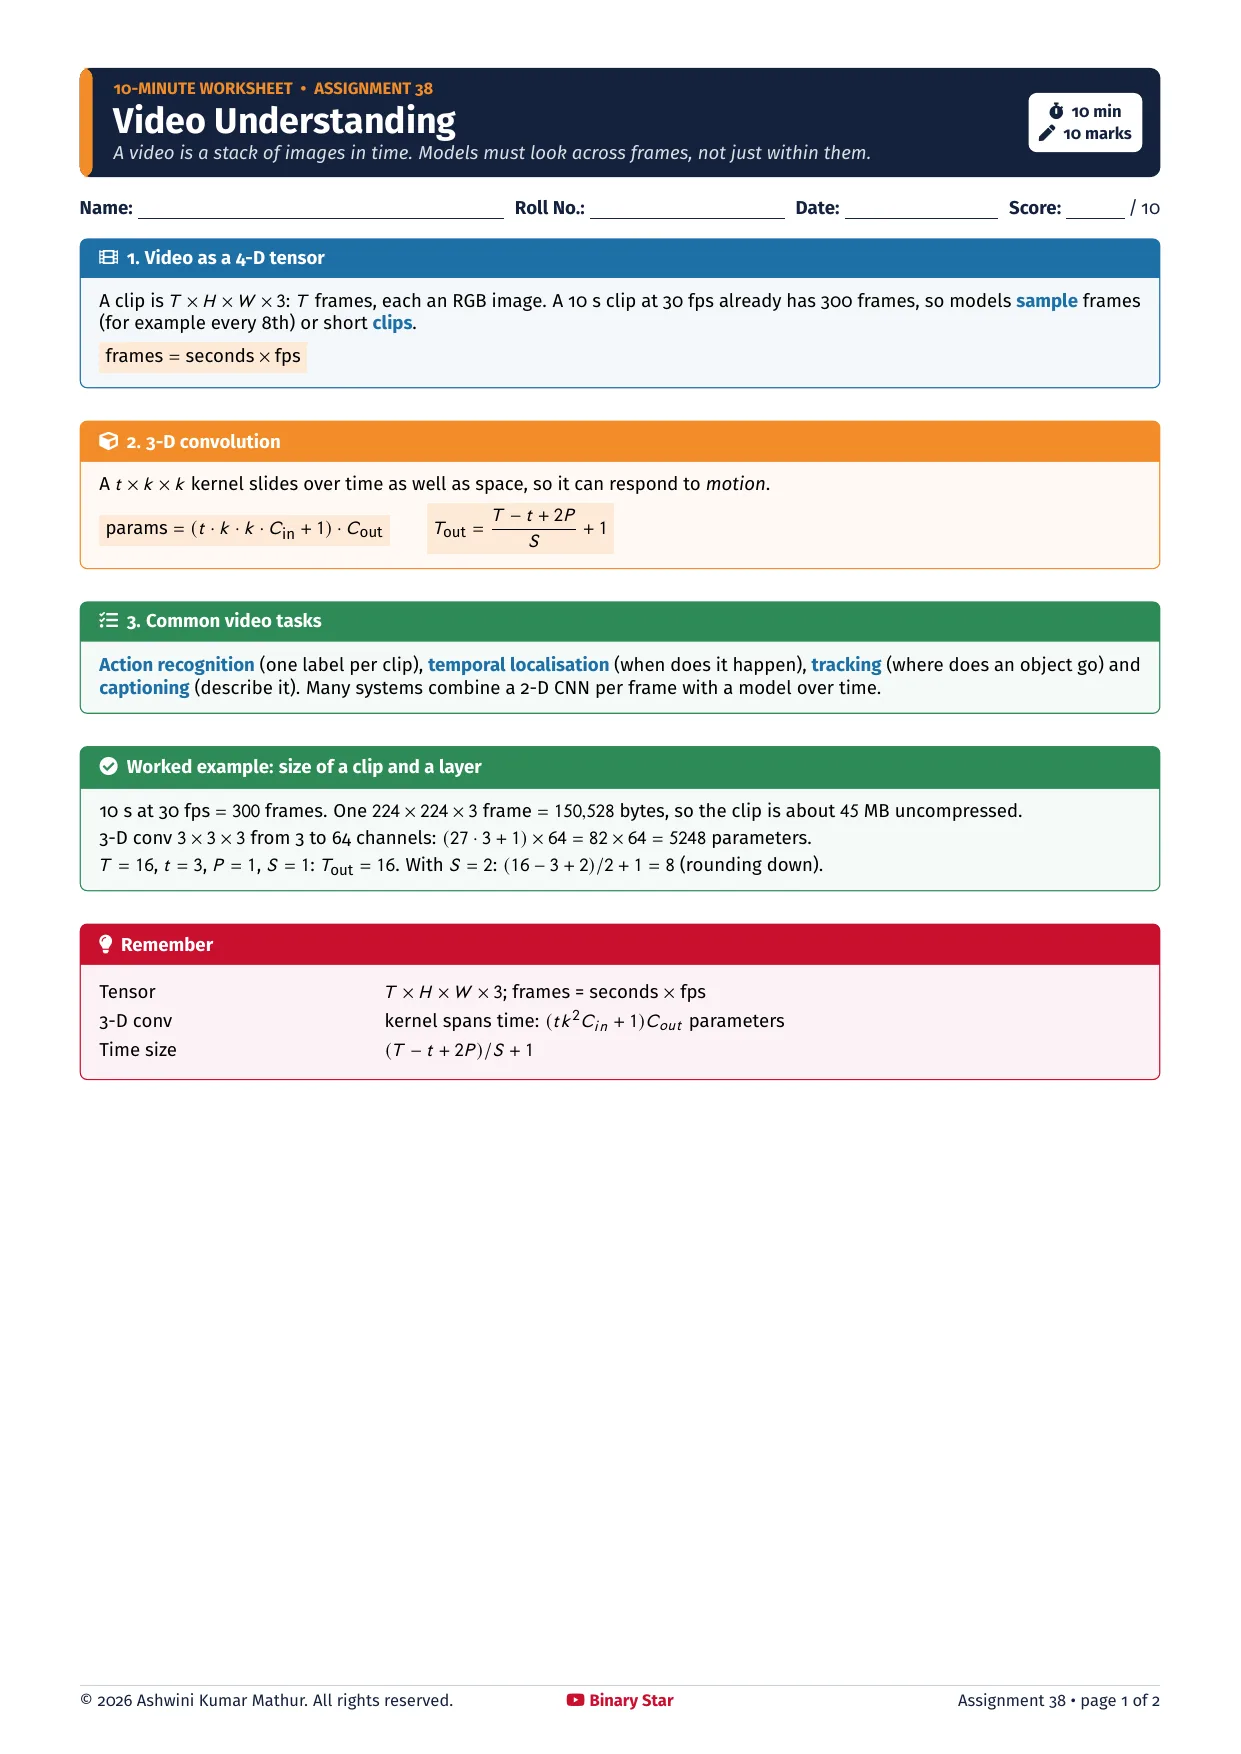 10-MINUTE WORKSHEET • ASSIGNMENT 38
Video Understanding
A video is a stack of images in time. Models must look across frames, not just within them.
10 min
10 marks
Name: Roll No.: Date: Score: / 10
1. Video as a 4-D tensor
A clip is T × H × W × 3: T frames, each an RGB image. A 10 s clip at 30 fps already has 300 frames, so models sample frames
(for example every 8th) or short clips.
frames = seconds × fps
2. 3-D convolution
A t × k × k kernel slides over time as well as space, so it can respond to motion.
params = (t · k · k · C_in + 1) · C_out    T_out = (T − t + 2P)/S + 1
3. Common video tasks
Action recognition (one label per clip), temporal localisation (when does it happen), tracking (where does an object go) and
captioning (describe it). Many systems combine a 2-D CNN per frame with a model over time.
Worked example: size of a clip and a layer
10 s at 30 fps = 300 frames. One 224 × 224 × 3 frame = 150,528 bytes, so the clip is about 45 MB uncompressed.
3-D conv 3 × 3 × 3 from 3 to 64 channels: (27 · 3 + 1) × 64 = 82 × 64 = 5248 parameters.
T = 16, t = 3, P = 1, S = 1: T_out = 16. With S = 2: (16 − 3 + 2)/2 + 1 = 8 (rounding down).
Remember
Tensor T × H × W × 3; frames = seconds × fps
3-D conv kernel spans time: (tk²C_in + 1)C_out parameters
Time size (T − t + 2P)/S + 1
© 2026 Ashwini Kumar Mathur. All rights reserved. Binary Star Assignment 38 • page 1 of 2